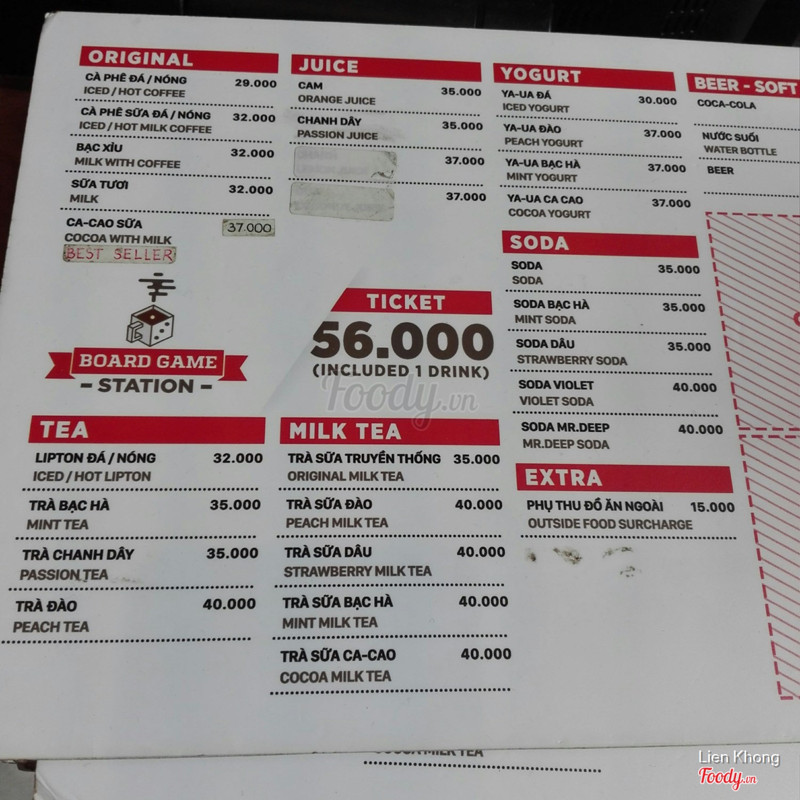 ORIGINAL
CÀ PHÊ ĐÁ / NÓNG 29.000
ICED / HOT COFFEE
CÀ PHÊ SỮA ĐÁ / NÓNG 32.000
ICED / HOT MILK COFFEE
BẠC XỈU 32.000
MILK WITH COFFEE
SỮA TƯƠI 32.000
MILK
CA-CAO SỮA 37.000
COCOA WITH MILK
BEST SELLER
JUICE
CAM 35.000
ORANGE JUICE
CHANH DÂY 35.000
PASSION JUICE
37.000
37.000
YOGURT
YA-UA ĐÁ 30.000
ICED YOGURT
YA-UA ĐÀO 37.000
PEACH YOGURT
YA-UA BẠC HÀ 37.000
MINT YOGURT
YA-UA CA CAO 37.000
COCOA YOGURT
BEER - SOFT
COCA-COLA
NƯỚC SUỐI
WATER BOTTLE
BEER
SODA
SODA 35.000
SODA
SODA BẠC HÀ 35.000
MINT SODA
SODA DÂU 35.000
STRAWBERRY SODA
SODA VIOLET 40.000
VIOLET SODA
SODA MR.DEEP 40.000
MR.DEEP SODA
BOARD GAME
- STATION -
TICKET
56.000
(INCLUDED 1 DRINK)
Foody.vn
TEA
LIPTON ĐÁ / NÓNG 32.000
ICED / HOT LIPTON
TRÀ BẠC HÀ 35.000
MINT TEA
TRÀ CHANH DÂY 35.000
PASSION TEA
TRÀ ĐÀO 40.000
PEACH TEA
MILK TEA
TRÀ SỮA TRUYỀN THỐNG 35.000
ORIGINAL MILK TEA
TRÀ SỮA ĐÀO 40.000
PEACH MILK TEA
TRÀ SỮA DÂU 40.000
STRAWBERRY MILK TEA
TRÀ SỮA BẠC HÀ 40.000
MINT MILK TEA
TRÀ SỮA CA-CAO 40.000
COCOA MILK TEA
EXTRA
PHỤ THU ĐỒ ĂN NGOÀI 15.000
OUTSIDE FOOD SURCHARGE
COCOA MILK TEA
Lien Khong
Foody.vn